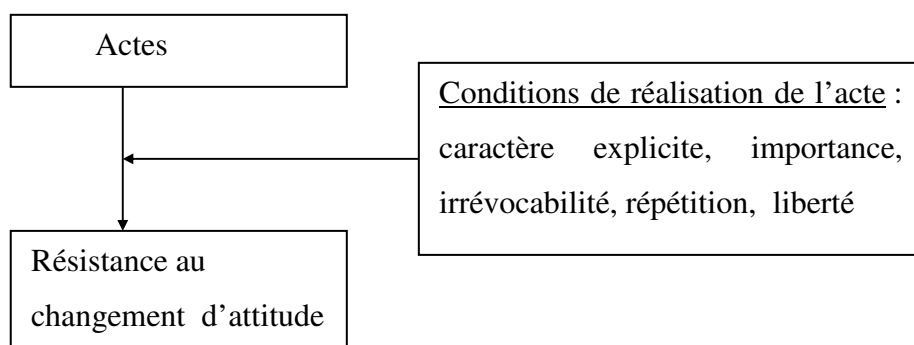 Actes
Conditions de réalisation de l’acte :
caractère explicite, importance,
irrévocabilité, répétition, liberté
Résistance au
changement d’attitude